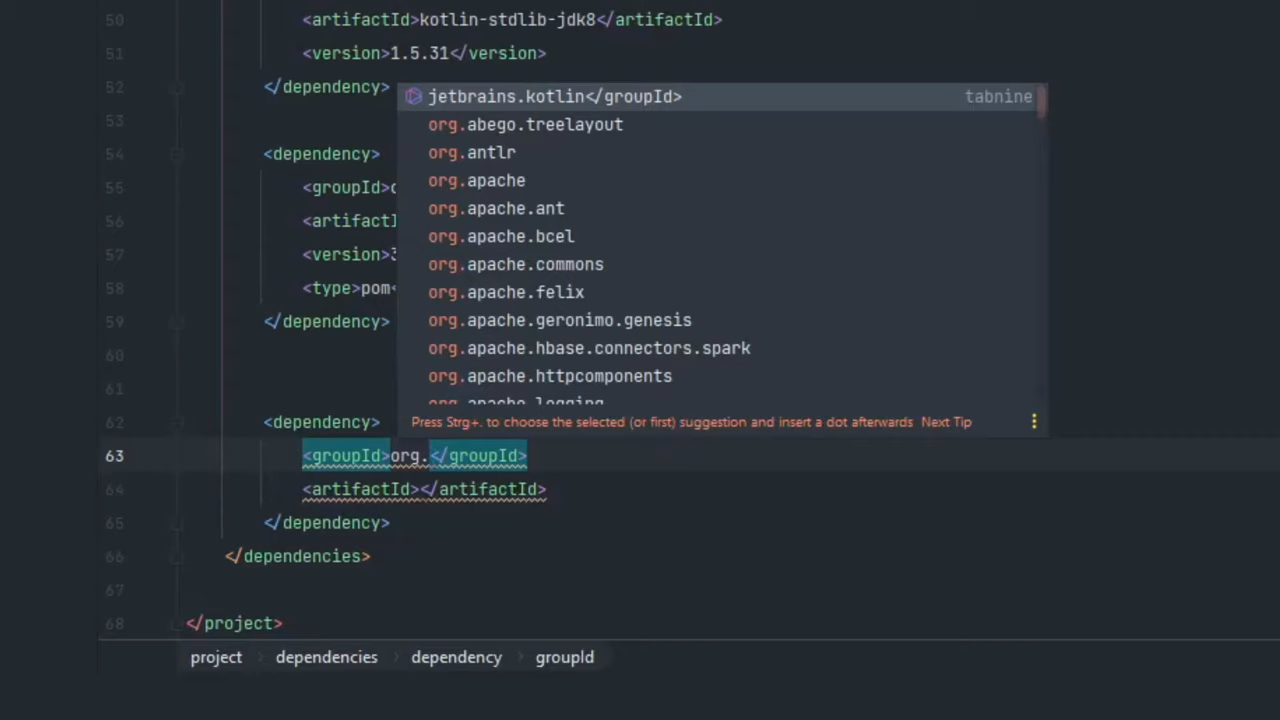 50 <artifactId>kotlin-stdlib-jdk8</artifactId>
51 <version>1.5.31</version>
52 </dependency>
53
54 <dependency>
55 <groupId>o
56 <artifactI
57 <version>3
58 <type>pom<
59 </dependency>
60
61
62 <dependency>
63 <groupId>org.</groupId>
64 <artifactId></artifactId>
65 </dependency>
66 </dependencies>
67
68 </project>
jetbrains.kotlin</groupId> tabnine
org.abego.treelayout
org.antlr
org.apache
org.apache.ant
org.apache.bcel
org.apache.commons
org.apache.felix
org.apache.geronimo.genesis
org.apache.hbase.connectors.spark
org.apache.httpcomponents
org.apache.logging
Press Strg+. to choose the selected (or first) suggestion and insert a dot afterwards Next Tip
project > dependencies > dependency > groupId